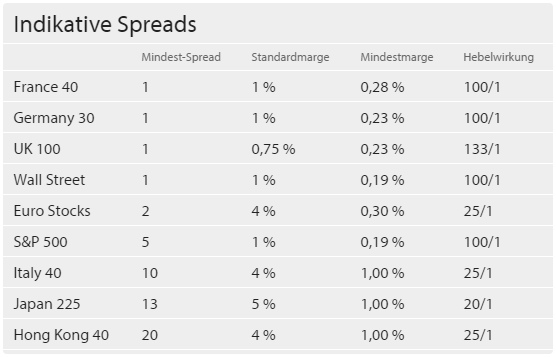 Indikative Spreads
Mindest-Spread Standardmarge Mindestmarge Hebelwirkung
France 40 1 1 % 0,28 % 100/1
Germany 30 1 1 % 0,23 % 100/1
UK 100 1 0,75 % 0,23 % 133/1
Wall Street 1 1 % 0,19 % 100/1
Euro Stocks 2 4 % 0,30 % 25/1
S&P 500 5 1 % 0,19 % 100/1
Italy 40 10 4 % 1,00 % 25/1
Japan 225 13 5 % 1,00 % 20/1
Hong Kong 40 20 4 % 1,00 % 25/1